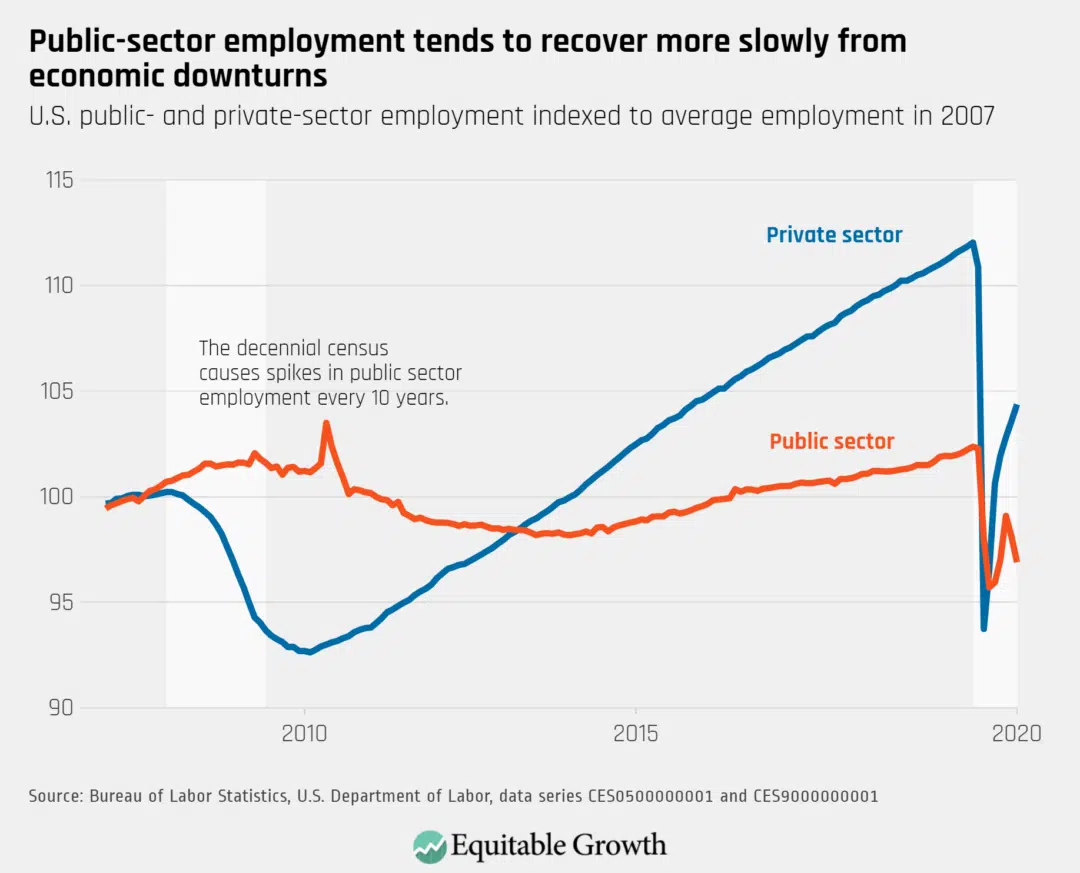 Public-sector employment tends to recover more slowly from
economic downturns
U.S. public- and private-sector employment indexed to average employment in 2007
115
Private sector
110
The decennial census
causes spikes in public sector
employment every 10 years.
105
Public sector
100
95
90
2010 2015 2020
Source: Bureau of Labor Statistics, U.S. Department of Labor, data series CES0500000001 and CES9000000001
Equitable Growth